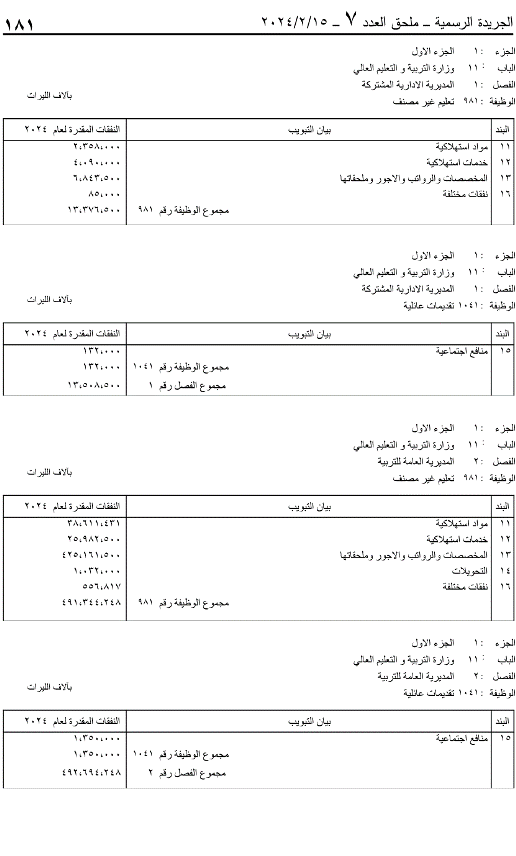 الجريدة الرسمية – ملحق العدد ٧ – ٢٠٢٤/٢/١٥ ١٨١
الجزء : ١ الجزء الاول
الباب : ١١ وزارة التربية و التعليم العالي
الفصل : ١ المديرية الادارية المشتركة
الوظيفة : ٩٨١ تعليم غير مصنف بآلاف الليرات
البند بيان التبويب النفقات المقدرة لعام ٢٠٢٤
١١ مواد استهلاكية ٢،٣٥٨،٠٠٠
١٢ خدمات استهلاكية ٤،٠٩٠،٠٠٠
١٣ المخصصات والرواتب والاجور وملحقاتها ٦،٨٤٣،٥٠٠
١٦ نفقات مختلفة ٨٥،٠٠٠
مجموع الوظيفة رقم ٩٨١ ١٣،٣٧٦،٥٠٠
الجزء : ١ الجزء الاول
الباب : ١١ وزارة التربية و التعليم العالي
الفصل : ١ المديرية الادارية المشتركة
الوظيفة : ١٠٤١ تقديمات عائلية بآلاف الليرات
البند بيان التبويب النفقات المقدرة لعام ٢٠٢٤
١٥ منافع اجتماعية ١٣٢،٠٠٠
مجموع الوظيفة رقم ١٠٤١ ١٣٢،٠٠٠
مجموع الفصل رقم ١ ١٣،٥٠٨،٥٠٠
الجزء : ١ الجزء الاول
الباب : ١١ وزارة التربية و التعليم العالي
الفصل : ٢ المديرية العامة للتربية
الوظيفة : ٩٨١ تعليم غير مصنف بآلاف الليرات
البند بيان التبويب النفقات المقدرة لعام ٢٠٢٤
١١ مواد استهلاكية ٣٨،٦١١،٤٣١
١٢ خدمات استهلاكية ٢٥،٩٨٢،٥٠٠
١٣ المخصصات والرواتب والاجور وملحقاتها ٤٢٥،١٦١،٥٠٠
١٤ التحويلات ١،٠٣٢،٠٠٠
١٦ نفقات مختلفة ٥٥٦،٨١٧
مجموع الوظيفة رقم ٩٨١ ٤٩١،٣٤٤،٢٤٨
الجزء : ١ الجزء الاول
الباب : ١١ وزارة التربية و التعليم العالي
الفصل : ٢ المديرية العامة للتربية
الوظيفة : ١٠٤١ تقديمات عائلية بآلاف الليرات
البند بيان التبويب النفقات المقدرة لعام ٢٠٢٤
١٥ منافع اجتماعية ١،٣٥٠،٠٠٠
مجموع الوظيفة رقم ١٠٤١ ١،٣٥٠،٠٠٠
مجموع الفصل رقم ٢ ٤٩٢،٦٩٤،٢٤٨